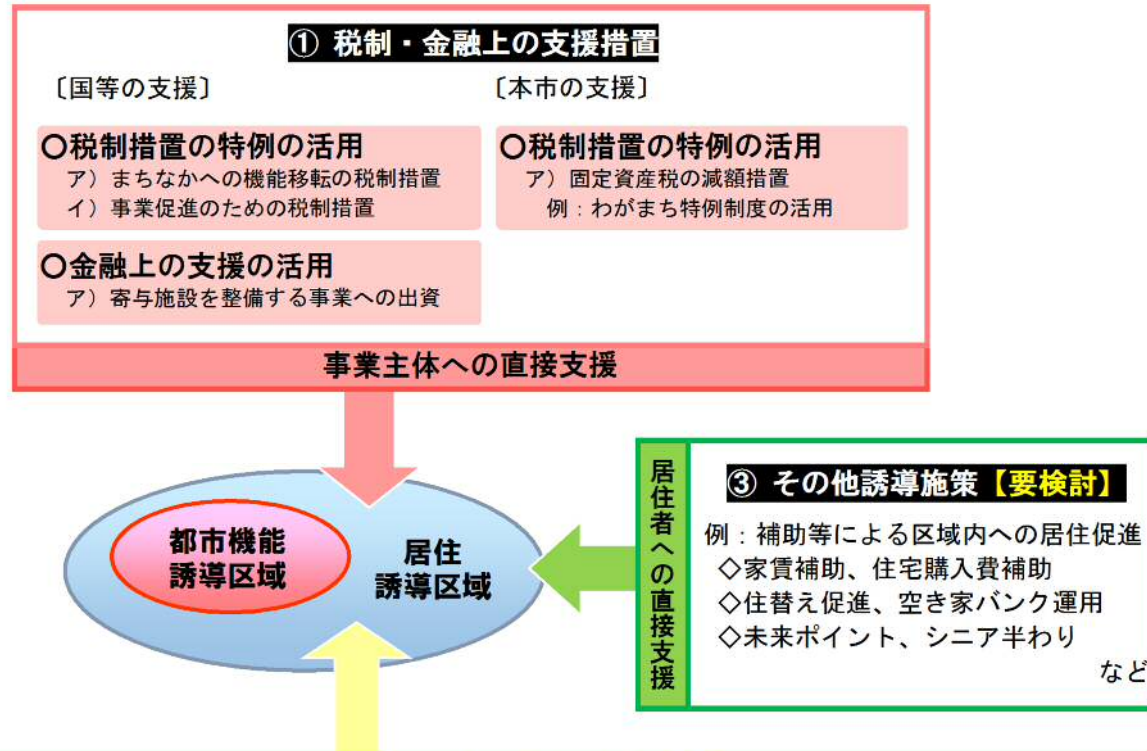 ① 税制・金融上の支援措置
〔国等の支援〕
〔本市の支援〕
〇税制措置の特例の活用
ア）まちなかへの機能移転の税制措置
イ）事業促進のための税制措置
〇税制措置の特例の活用
ア）固定資産税の減額措置
例：わがまち特例制度の活用
〇金融上の支援の活用
ア）寄与施設を整備する事業への出資
事業主体への直接支援
都市機能
誘導区域
居住
誘導区域
居住者への直接支援
③ その他誘導施策【要検討】
例：補助等による区域内への居住促進
◇家賃補助、住宅購入費補助
◇住替え促進、空き家バンク運用
◇未来ポイント、シニア半わり
など